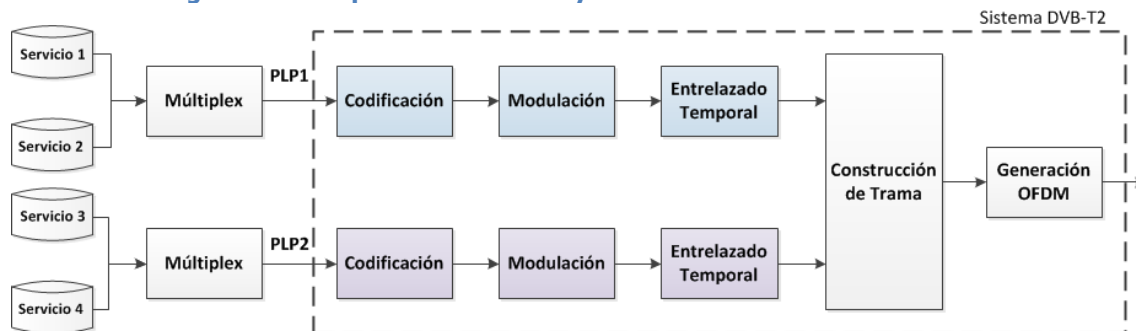 Sistema DVB-T2
Servicio 1
Servicio 2
Múltiplex
PLP1
Codificación
Modulación
Entrelazado
Temporal
Servicio 3
Servicio 4
Múltiplex
PLP2
Codificación
Modulación
Entrelazado
Temporal
Construcción
de Trama
Generación
OFDM